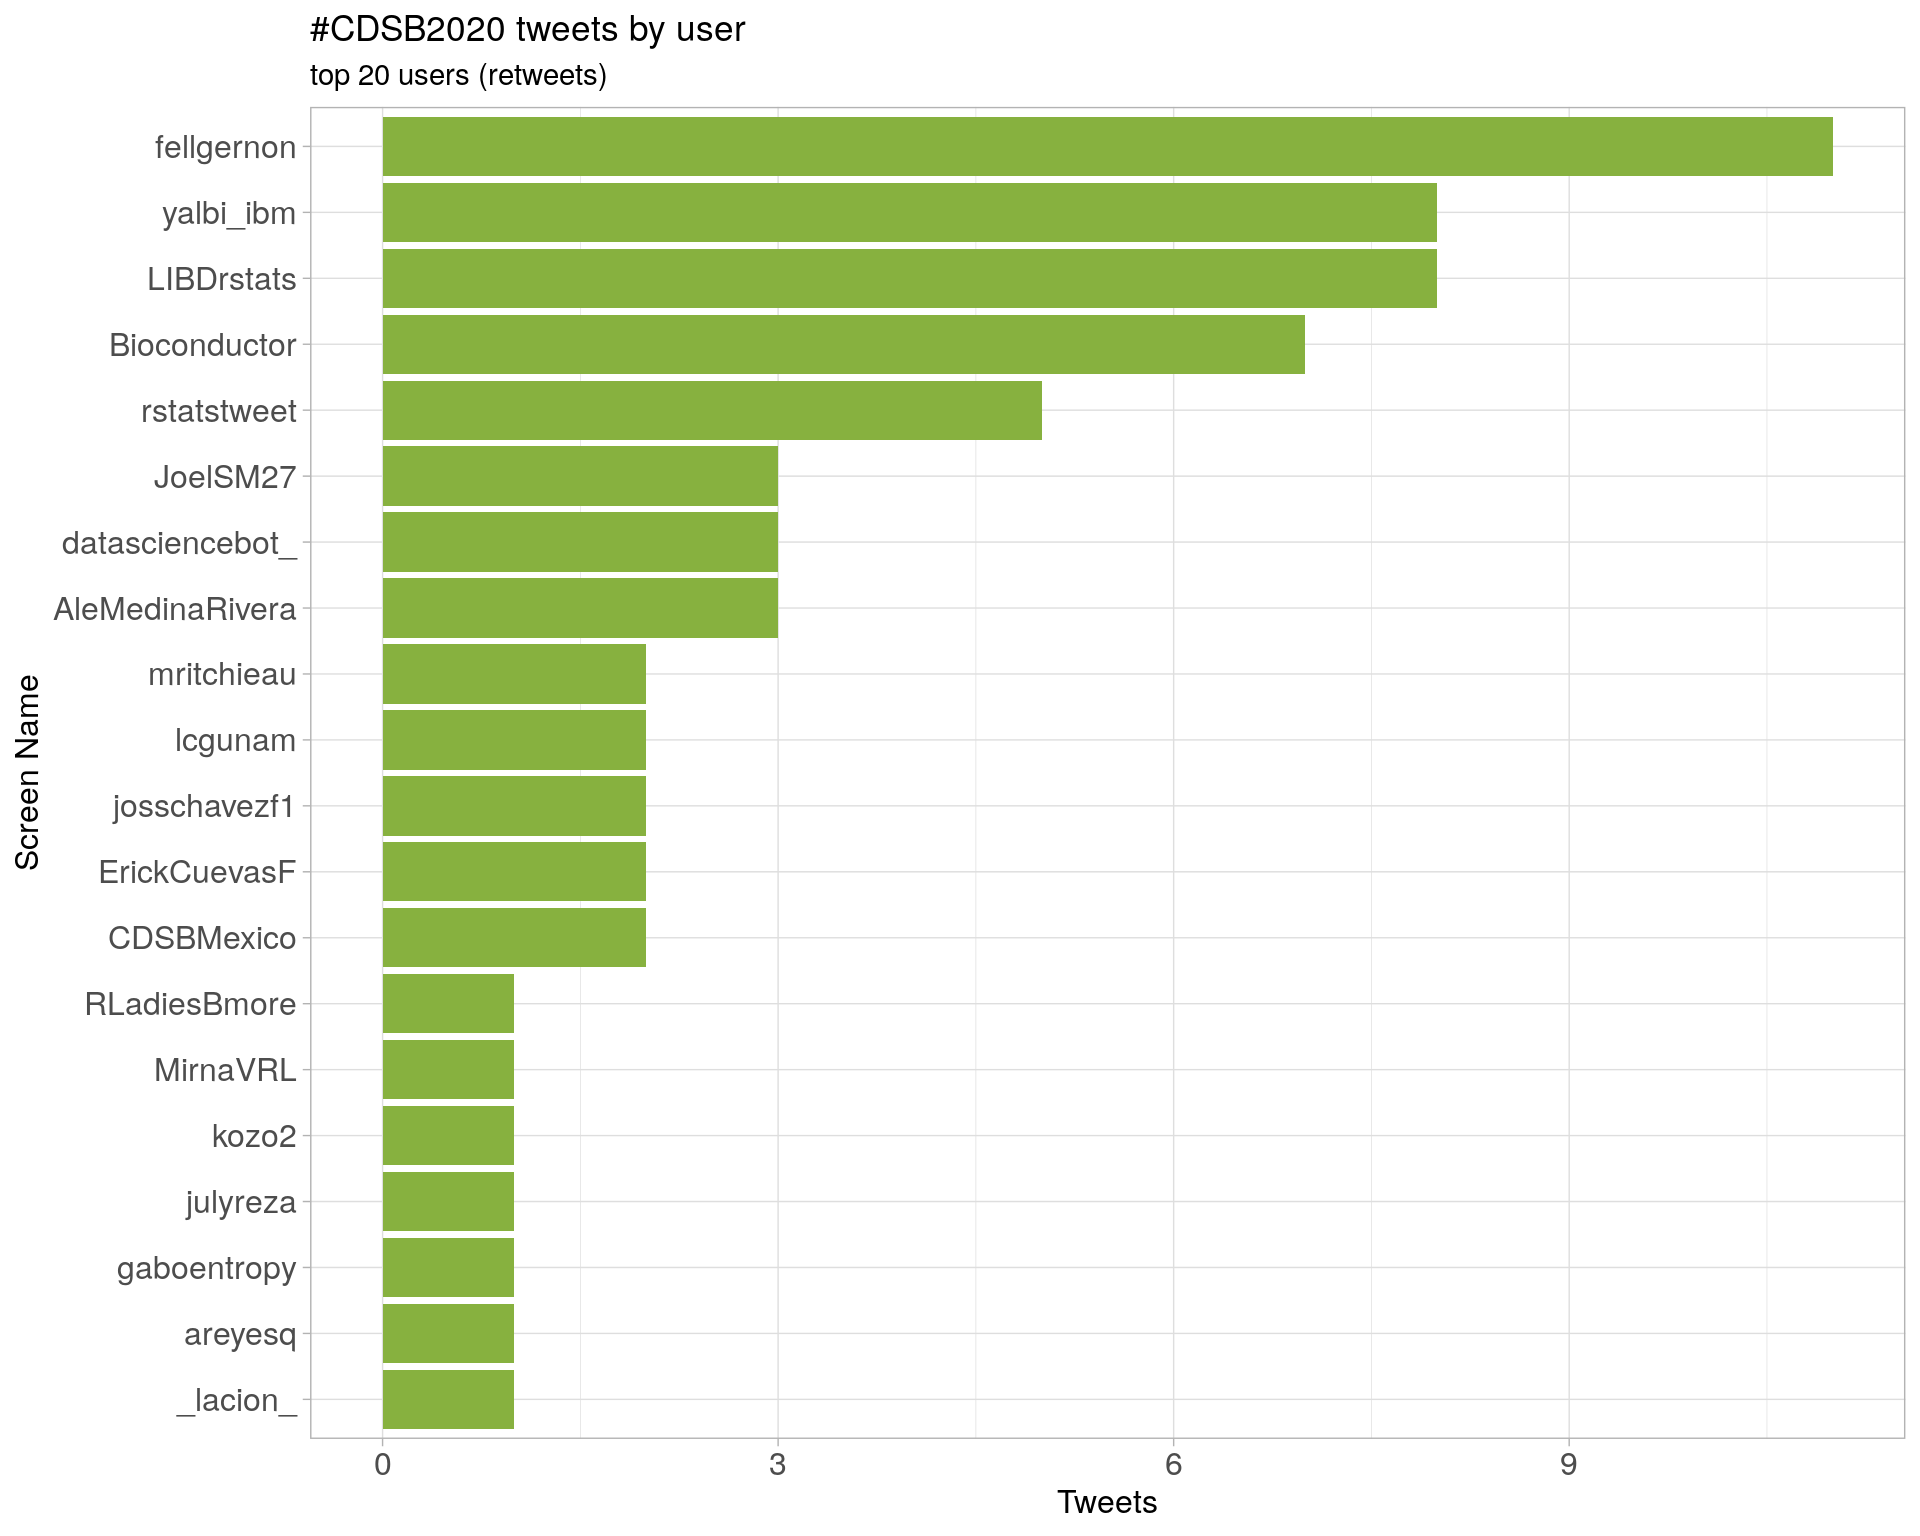 #CDSB2020 tweets by user
top 20 users (retweets)
fellgernon
yalbi_ibm
LIBDrstats
Bioconductor
rstatstweet
JoelSM27
datasciencebot_
AleMedinaRivera
mritchieau
lcgunam
josschavezf1
ErickCuevasF
CDSBMexico
RLadiesBmore
MirnaVRL
kozo2
julyreza
gaboentropy
areyesq
_lacion_
Screen Name
0 3 6 9
Tweets